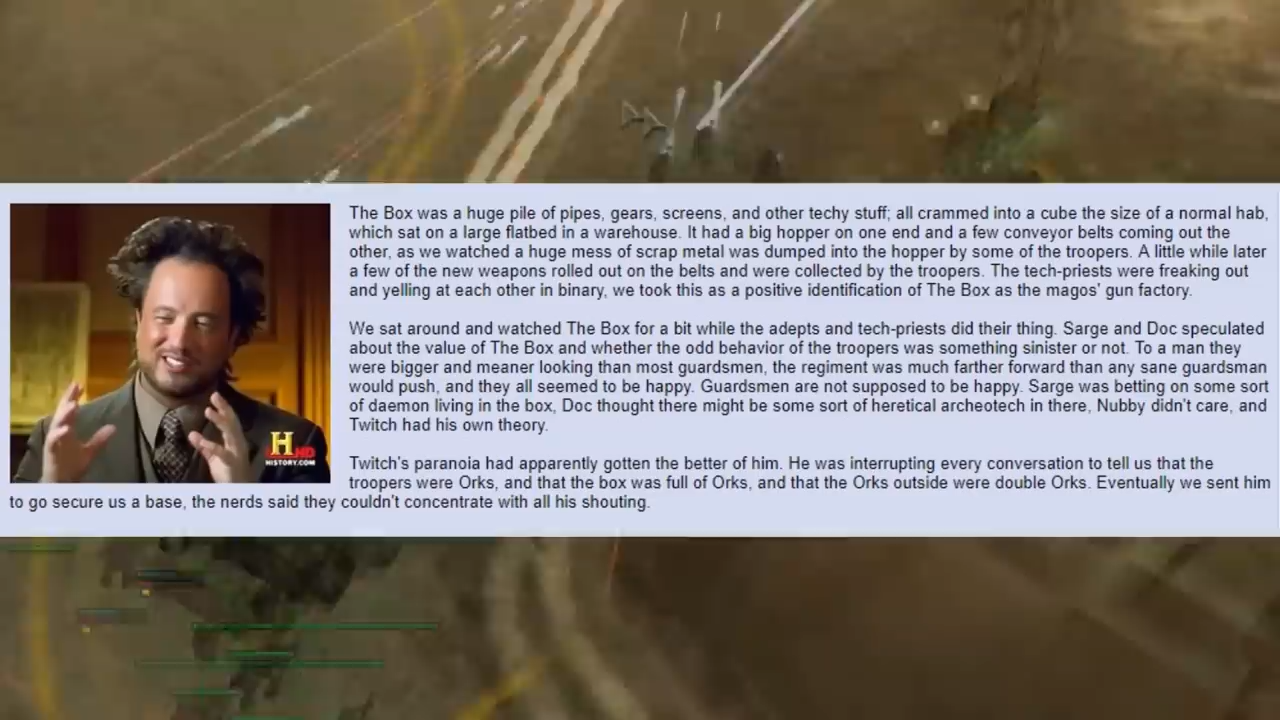 The Box was a huge pile of pipes, gears, screens, and other techy stuff; all crammed into a cube the size of a normal hab,
which sat on a large flatbed in a warehouse. It had a big hopper on one end and a few conveyor belts coming out the
other, as we watched a huge mess of scrap metal was dumped into the hopper by some of the troopers. A little while later
a few of the new weapons rolled out on the belts and were collected by the troopers. The tech-priests were freaking out
and yelling at each other in binary, we took this as a positive identification of The Box as the magos' gun factory.
We sat around and watched The Box for a bit while the adepts and tech-priests did their thing. Sarge and Doc speculated
about the value of The Box and whether the odd behavior of the troopers was something sinister or not. To a man they
were bigger and meaner looking than most guardsmen, the regiment was much farther forward than any sane guardsman
would push, and they all seemed to be happy. Guardsmen are not supposed to be happy. Sarge was betting on some sort
of daemon living in the box, Doc thought there might be some sort of heretical archeotech in there, Nubby didn't care, and
Twitch had his own theory.
Twitch's paranoia had apparently gotten the better of him. He was interrupting every conversation to tell us that the
troopers were Orks, and that the box was full of Orks, and that the Orks outside were double Orks. Eventually we sent him
to go secure us a base, the nerds said they couldn't concentrate with all his shouting.
H HD
HISTORY.COM